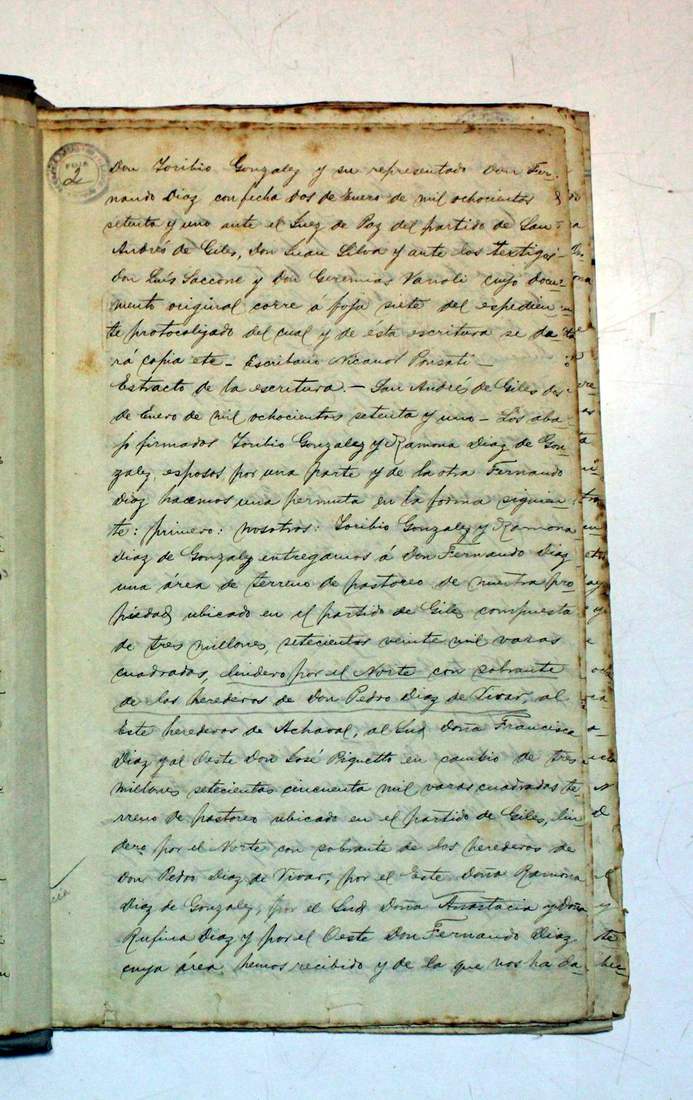 FOJA
2
Don Toribio Gonzalez y su representado Don Fer-
nando Diaz con fecha dos de Enero de mil ochocientos
setenta y uno ante el Juez de Paz del partido de San
Andrés de Giles, Don Juan Silva y ante los testigos
Don Luis Saccone y Don Geremias Vanoli cuyo docu-
mento original corre á foja siete del espedien-
te protocolizado del cual y de esta escritura se da
rá copia etc – Escribano Nicanor Ponsati –
Estracto de la escritura. – San Andrés de Giles dos
de Enero de mil ochocientos setenta y uno – Los aba-
jo firmados Toribio Gonzalez y Ramona Diaz de Gon-
zalez, esposos, por una parte y de la otra Fernando
Diaz hacemos una permuta en la forma siguien-
te: primero: nosotros: Toribio Gonzalez y Ramona
Diaz de Gonzalez entregamos á Don Fernando Diaz
una área de terreno de pastoreo de nuestra pro
piedad ubicado en el partido de Giles compuesta
de tres millones, setecientos veinte mil varas
cuadradas, lindero por el Norte con sobrante
de los herederos de Don Pedro Diaz de Vivar, al
Este herederos de Achaval, al Sud Doña Francisca
Diaz y al Oeste Don José Piquetto en cambio de tres
millones setecientas cincuenta mil varas cuadradas te-
rreno de pastoreo ubicado en el partido de Giles, lin-
dero por el Norte con sobrante de los herederos de
Don Pedro Diaz de Vivar, por el Este Doña Ramona
Diaz de Gonzalez, por el Sud Doña Anastacia y Doña
Rufina Diaz y por el Oeste Don Fernando Diaz
cuya área hemos recibido y de la que nos ha da-